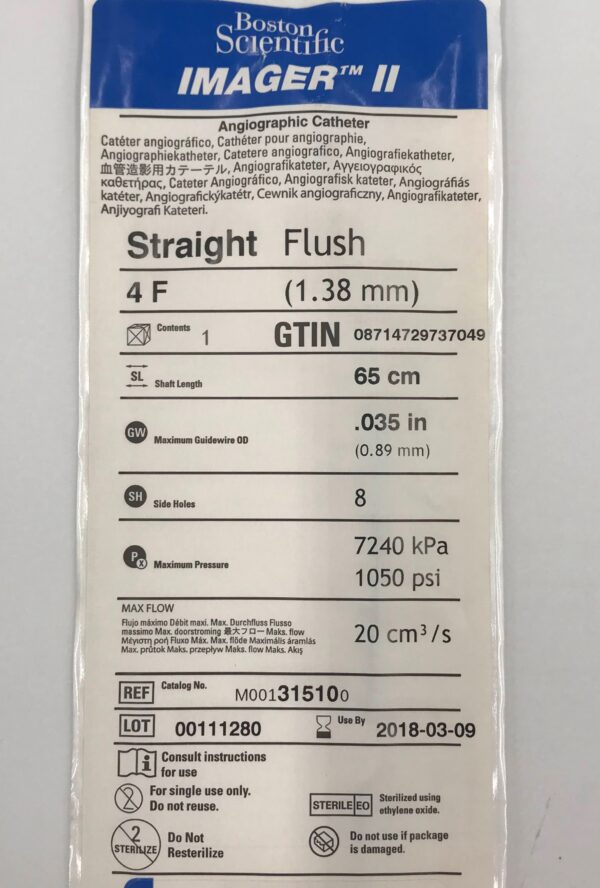 Boston
Scientific
IMAGER™ II
Angiographic Catheter
Catéter angiográfico, Cathéter pour angiographie,
Angiographiekatheter, Catetere angiografico, Angiografiekatheter,
血管造影用カテーテル, Angiografikateter, Αγγειογραφικός
καθετήρας, Cateter Angiográfico, Angiografisk kateter, Angiográfiás
katéter, Angiografickýkatétr, Cewnik angiograficzny, Angiografikateter,
Anjiyografi Kateteri.
Straight Flush
4 F (1.38 mm)
Contents 1 GTIN 08714729737049
SL Shaft Length 65 cm
GW Maximum Guidewire OD .035 in
(0.89 mm)
SH Side Holes 8
Px Maximum Pressure 7240 kPa
1050 psi
MAX FLOW
Flujo máximo Débit maxi. Max. Durchfluss Flusso
massimo Max. doorstroming 最大フロー Maks. flow
Μέγιστη ροή Fluxo Máx. Max. flöde Maximális áramlás
Max. průtok Maks. przepływ Maks. flow Maks. Akış
20 cm³/s
REF Catalog No. M001315100
LOT 00111280 Use By 2018-03-09
Consult instructions
for use
2 For single use only.
Do not reuse.
STERILE EO Sterilized using
ethylene oxide.
2 STERILIZE Do Not
Resterilize
Do not use if package
is damaged.